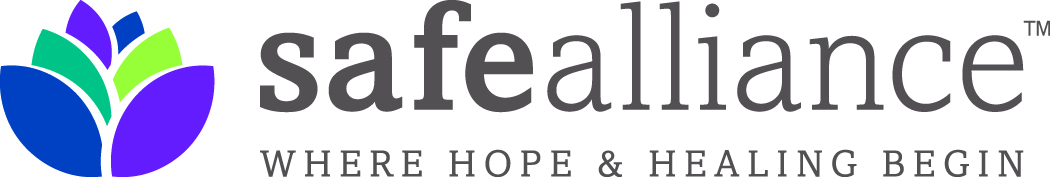 safealliance™
WHERE HOPE & HEALING BEGIN